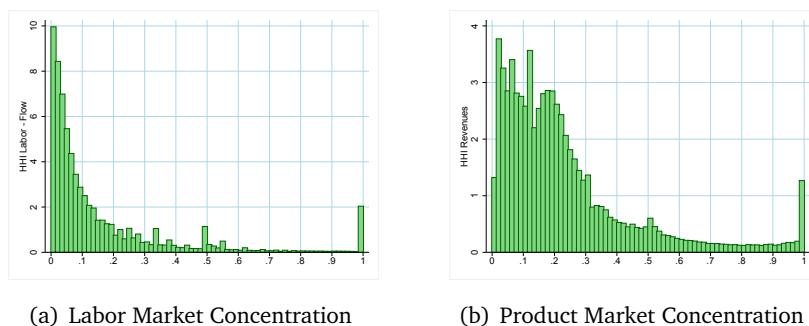 10
8
6
4
2
0
HHI Labor - Flow
0 .1 .2 .3 .4 .5 .6 .7 .8 .9 1
4
3
2
1
0
HHI Revenues
0 .1 .2 .3 .4 .5 .6 .7 .8 .9 1
(a) Labor Market Concentration
(b) Product Market Concentration